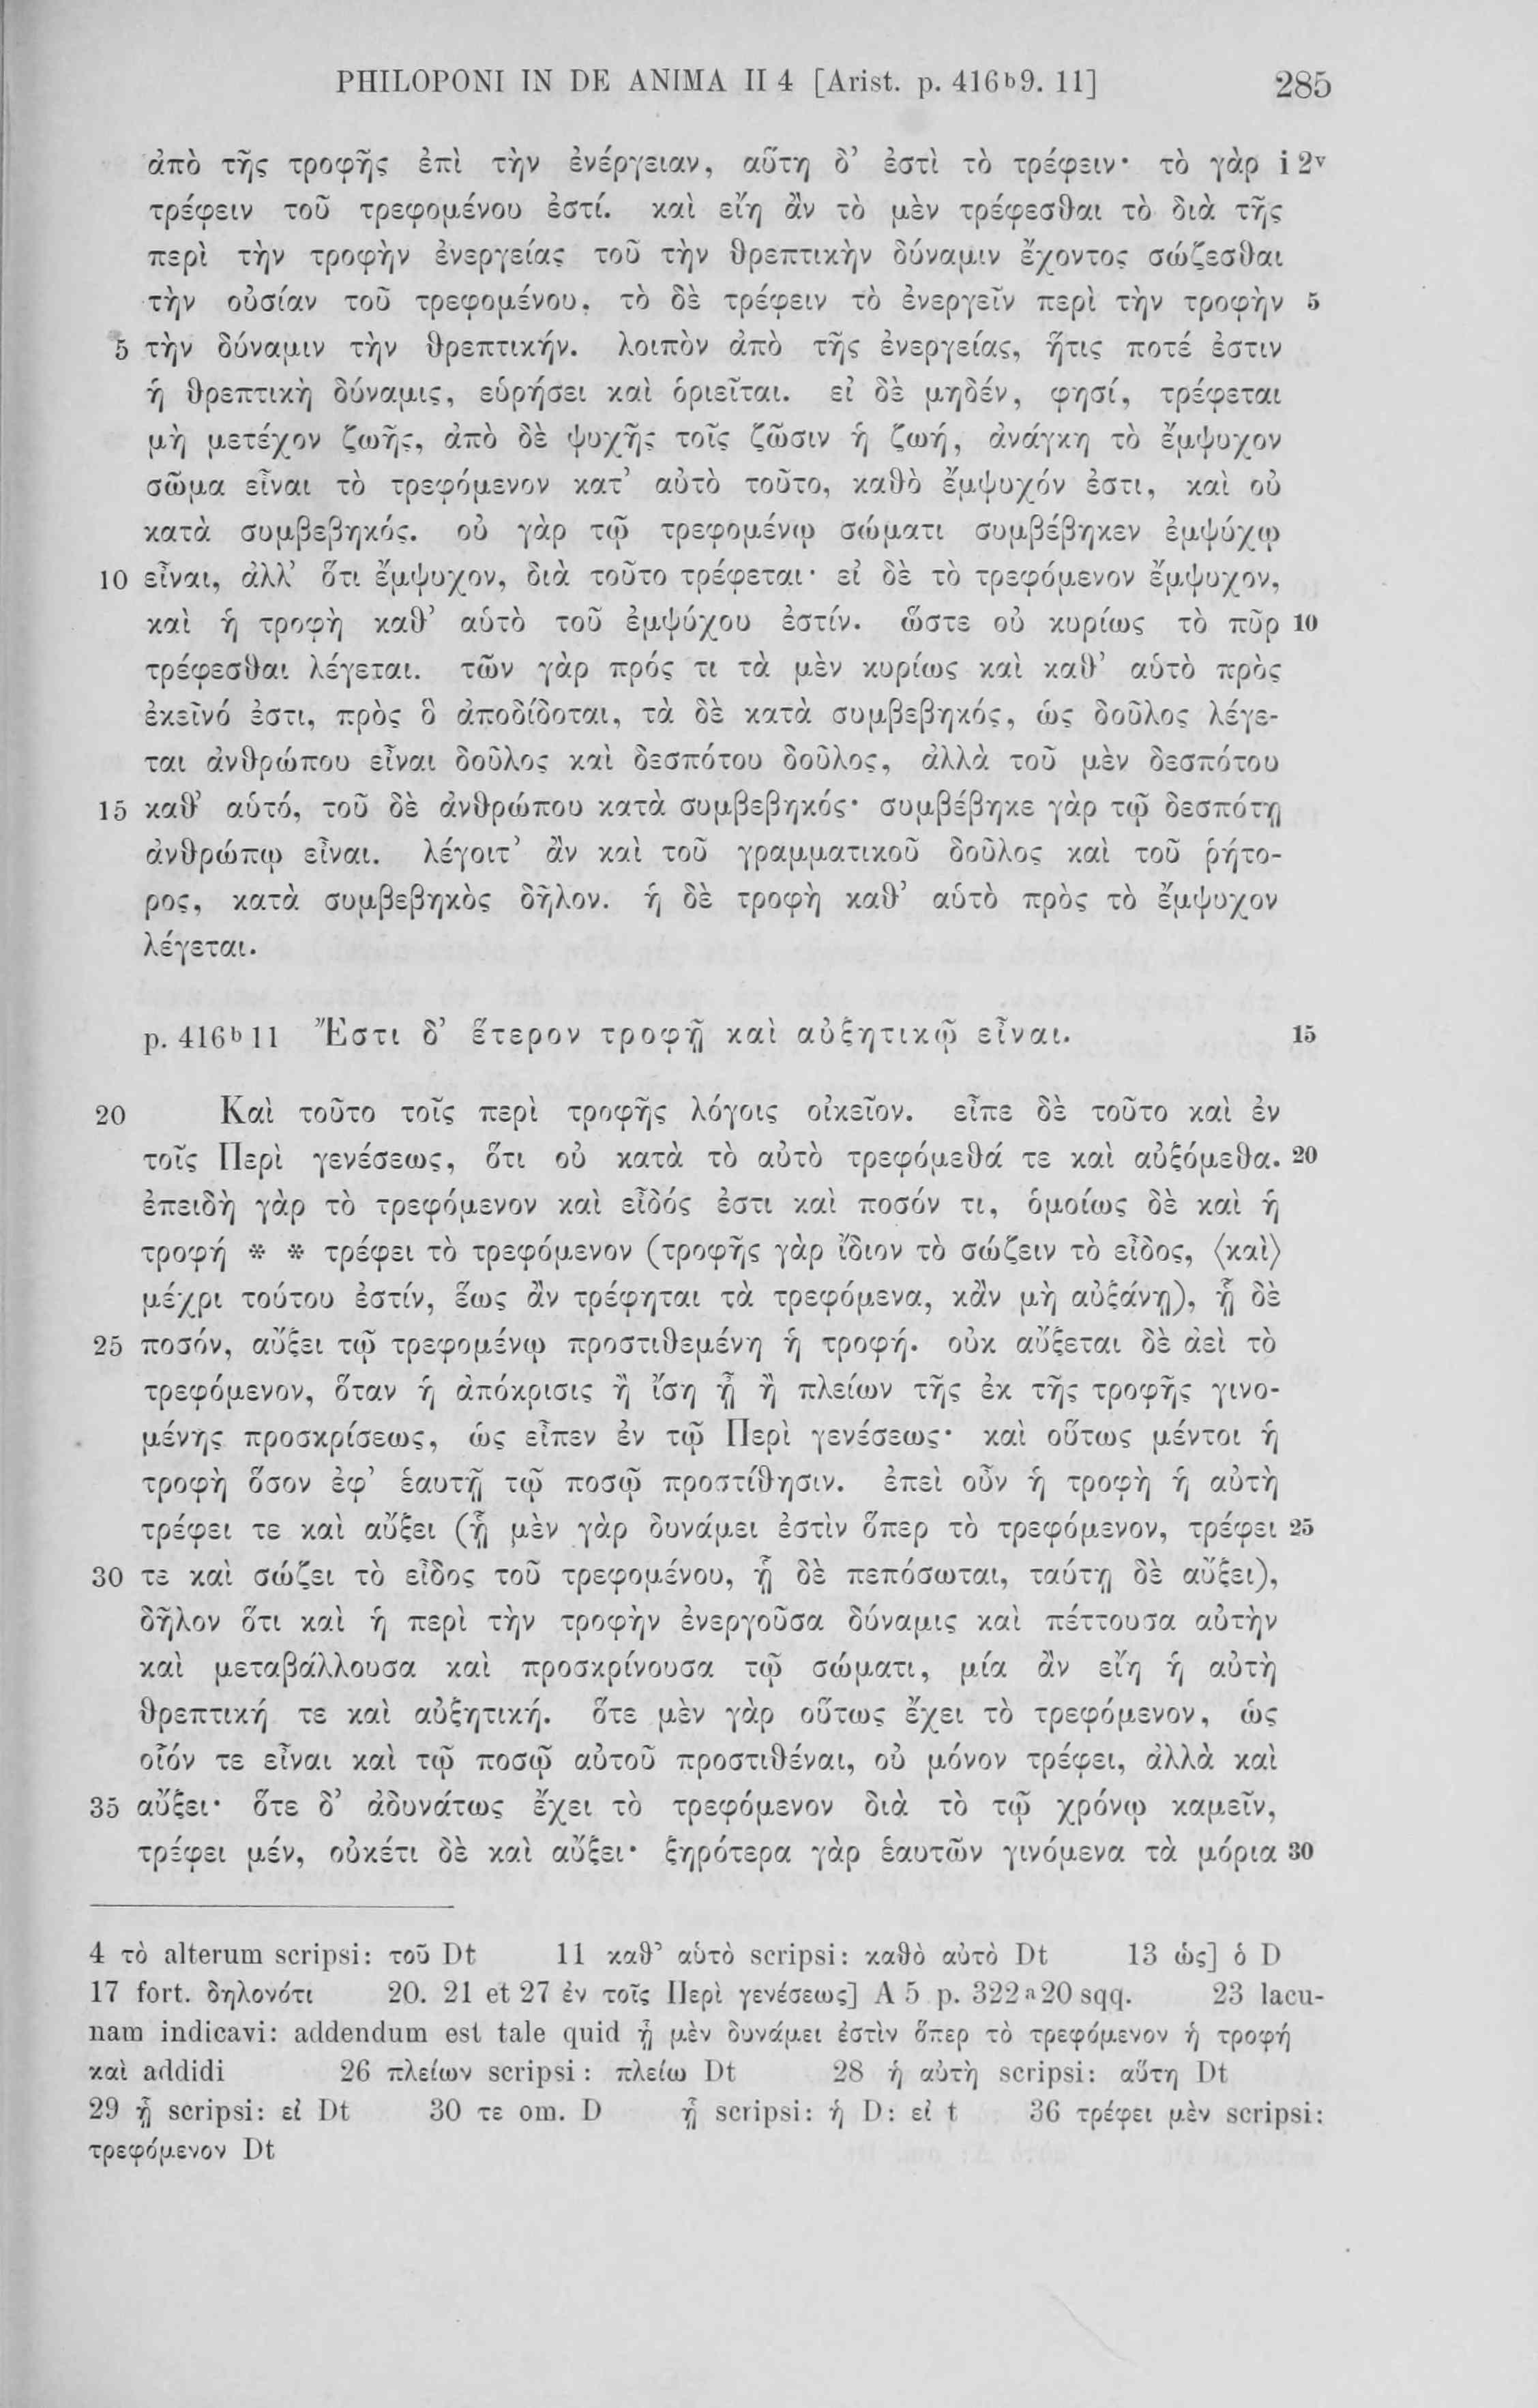 PHILOPONI IN DE ANIMA II 4 [Arist. p. 416ᵇ9. 11] 285
ἀπὸ τῆς τροφῆς ἐπὶ τὴν ἐνέργειαν, αὕτη δ’ ἐστὶ τὸ τρέφειν· τὸ γὰρ i 2ᵛ
τρέφειν τοῦ τρεφομένου ἐστί. καὶ εἴη ἂν τὸ μὲν τρέφεσθαι τὸ διὰ τῆς
περὶ τὴν τροφὴν ἐνεργείας τοῦ τὴν θρεπτικὴν δύναμιν ἔχοντος σώζεσθαι
τὴν οὐσίαν τοῦ τρεφομένου, τὸ δὲ τρέφειν τὸ ἐνεργεῖν περὶ τὴν τροφὴν 5
5 τὴν δύναμιν τὴν θρεπτικήν. λοιπὸν ἀπὸ τῆς ἐνεργείας, ἥτις ποτέ ἐστιν
ἡ θρεπτικὴ δύναμις, εὑρήσει καὶ ὁριεῖται. εἰ δὲ μηδέν, φησί, τρέφεται
μὴ μετέχον ζωῆς, ἀπὸ δὲ ψυχῆς τοῖς ζῶσιν ἡ ζωή, ἀνάγκη τὸ ἔμψυχον
σῶμα εἶναι τὸ τρεφόμενον κατ’ αὐτὸ τοῦτο, καθὸ ἔμψυχόν ἐστι, καὶ οὐ
κατὰ συμβεβηκός. οὐ γὰρ τῷ τρεφομένῳ σώματι συμβέβηκεν ἐμψύχῳ
10 εἶναι, ἀλλ’ ὅτι ἔμψυχον, διὰ τοῦτο τρέφεται· εἰ δὲ τὸ τρεφόμενον ἔμψυχον,
καὶ ἡ τροφὴ καθ’ αὑτὸ τοῦ ἐμψύχου ἐστίν. ὥστε οὐ κυρίως τὸ πῦρ 10
τρέφεσθαι λέγεται. τῶν γὰρ πρός τι τὰ μὲν κυρίως καὶ καθ’ αὑτὸ πρὸς
ἐκεῖνό ἐστι, πρὸς ὃ ἀποδίδοται, τὰ δὲ κατὰ συμβεβηκός, ὡς δοῦλος λέγε-
ται ἀνθρώπου εἶναι δοῦλος καὶ δεσπότου δοῦλος, ἀλλὰ τοῦ μὲν δεσπότου
15 καθ’ αὑτό, τοῦ δὲ ἀνθρώπου κατὰ συμβεβηκός· συμβέβηκε γὰρ τῷ δεσπότῃ
ἀνθρώπῳ εἶναι. λέγοιτ’ ἂν καὶ τοῦ γραμματικοῦ δοῦλος καὶ τοῦ ῥήτο-
ρος, κατὰ συμβεβηκὸς δῆλον. ἡ δὲ τροφὴ καθ’ αὑτὸ πρὸς τὸ ἔμψυχον
λέγεται.
p. 416ᵇ11 Ἔστι δ’ ἕτερον τροφῇ καὶ αὐξητικῷ εἶναι. 15
20 Καὶ τοῦτο τοῖς περὶ τροφῆς λόγοις οἰκεῖον. εἶπε δὲ τοῦτο καὶ ἐν
τοῖς Περὶ γενέσεως, ὅτι οὐ κατὰ τὸ αὐτὸ τρεφόμεθά τε καὶ αὐξόμεθα. 20
ἐπειδὴ γὰρ τὸ τρεφόμενον καὶ εἶδός ἐστι καὶ ποσόν τι, ὁμοίως δὲ καὶ ἡ
τροφή * * τρέφει τὸ τρεφόμενον (τροφῆς γὰρ ἴδιον τὸ σώζειν τὸ εἶδος, ⟨καὶ⟩
μέχρι τούτου ἐστίν, ἕως ἂν τρέφηται τὰ τρεφόμενα, κἂν μὴ αὐξάνῃ), ᾗ δὲ
25 ποσόν, αὔξει τῷ τρεφομένῳ προστιθεμένη ἡ τροφή. οὐκ αὔξεται δὲ ἀεὶ τὸ
τρεφόμενον, ὅταν ἡ ἀπόκρισις ἢ ἴση ᾖ ἢ πλείων τῆς ἐκ τῆς τροφῆς γινο-
μένης προσκρίσεως, ὡς εἶπεν ἐν τῷ Περὶ γενέσεως· καὶ οὕτως μέντοι ἡ
τροφὴ ὅσον ἐφ’ ἑαυτῇ τῷ ποσῷ προστίθησιν. ἐπεὶ οὖν ἡ τροφὴ ἡ αὐτὴ
τρέφει τε καὶ αὔξει (ᾗ μὲν γὰρ δυνάμει ἐστὶν ὅπερ τὸ τρεφόμενον, τρέφει 25
30 τε καὶ σώζει τὸ εἶδος τοῦ τρεφομένου, ᾗ δὲ πεπόσωται, ταύτῃ δὲ αὔξει),
δῆλον ὅτι καὶ ἡ περὶ τὴν τροφὴν ἐνεργοῦσα δύναμις καὶ πέττουσα αὐτὴν
καὶ μεταβάλλουσα καὶ προσκρίνουσα τῷ σώματι, μία ἂν εἴη ἡ αὐτὴ
θρεπτική τε καὶ αὐξητική. ὅτε μὲν γὰρ οὕτως ἔχει τὸ τρεφόμενον, ὡς
οἷόν τε εἶναι καὶ τῷ ποσῷ αὐτοῦ προστιθέναι, οὐ μόνον τρέφει, ἀλλὰ καὶ
35 αὔξει· ὅτε δ’ ἀδυνάτως ἔχει τὸ τρεφόμενον διὰ τὸ τῷ χρόνῳ καμεῖν,
τρέφει μέν, οὐκέτι δὲ καὶ αὔξει· ξηρότερα γὰρ ἑαυτῶν γινόμενα τὰ μόρια 30
4 τὸ alterum scripsi: τοῦ Dt 11 καθ’ αὑτὸ scripsi: καθὸ αὐτὸ Dt 13 ὡς] ὁ D
17 fort. δηλονότι 20. 21 et 27 ἐν τοῖς Περὶ γενέσεως] A 5 p. 322ᵃ20 sqq. 23 lacu-
nam indicavi: addendum est tale quid ᾗ μὲν δυνάμει ἐστὶν ὅπερ τὸ τρεφόμενον ἡ τροφή
καὶ addidi 26 πλείων scripsi: πλείω Dt 28 ἡ αὐτὴ scripsi: αὕτη Dt
29 ᾗ scripsi: εἰ Dt 30 τε om. D ᾗ scripsi: ἡ D: εἰ t 36 τρέφει μὲν scripsi:
τρεφόμενον Dt